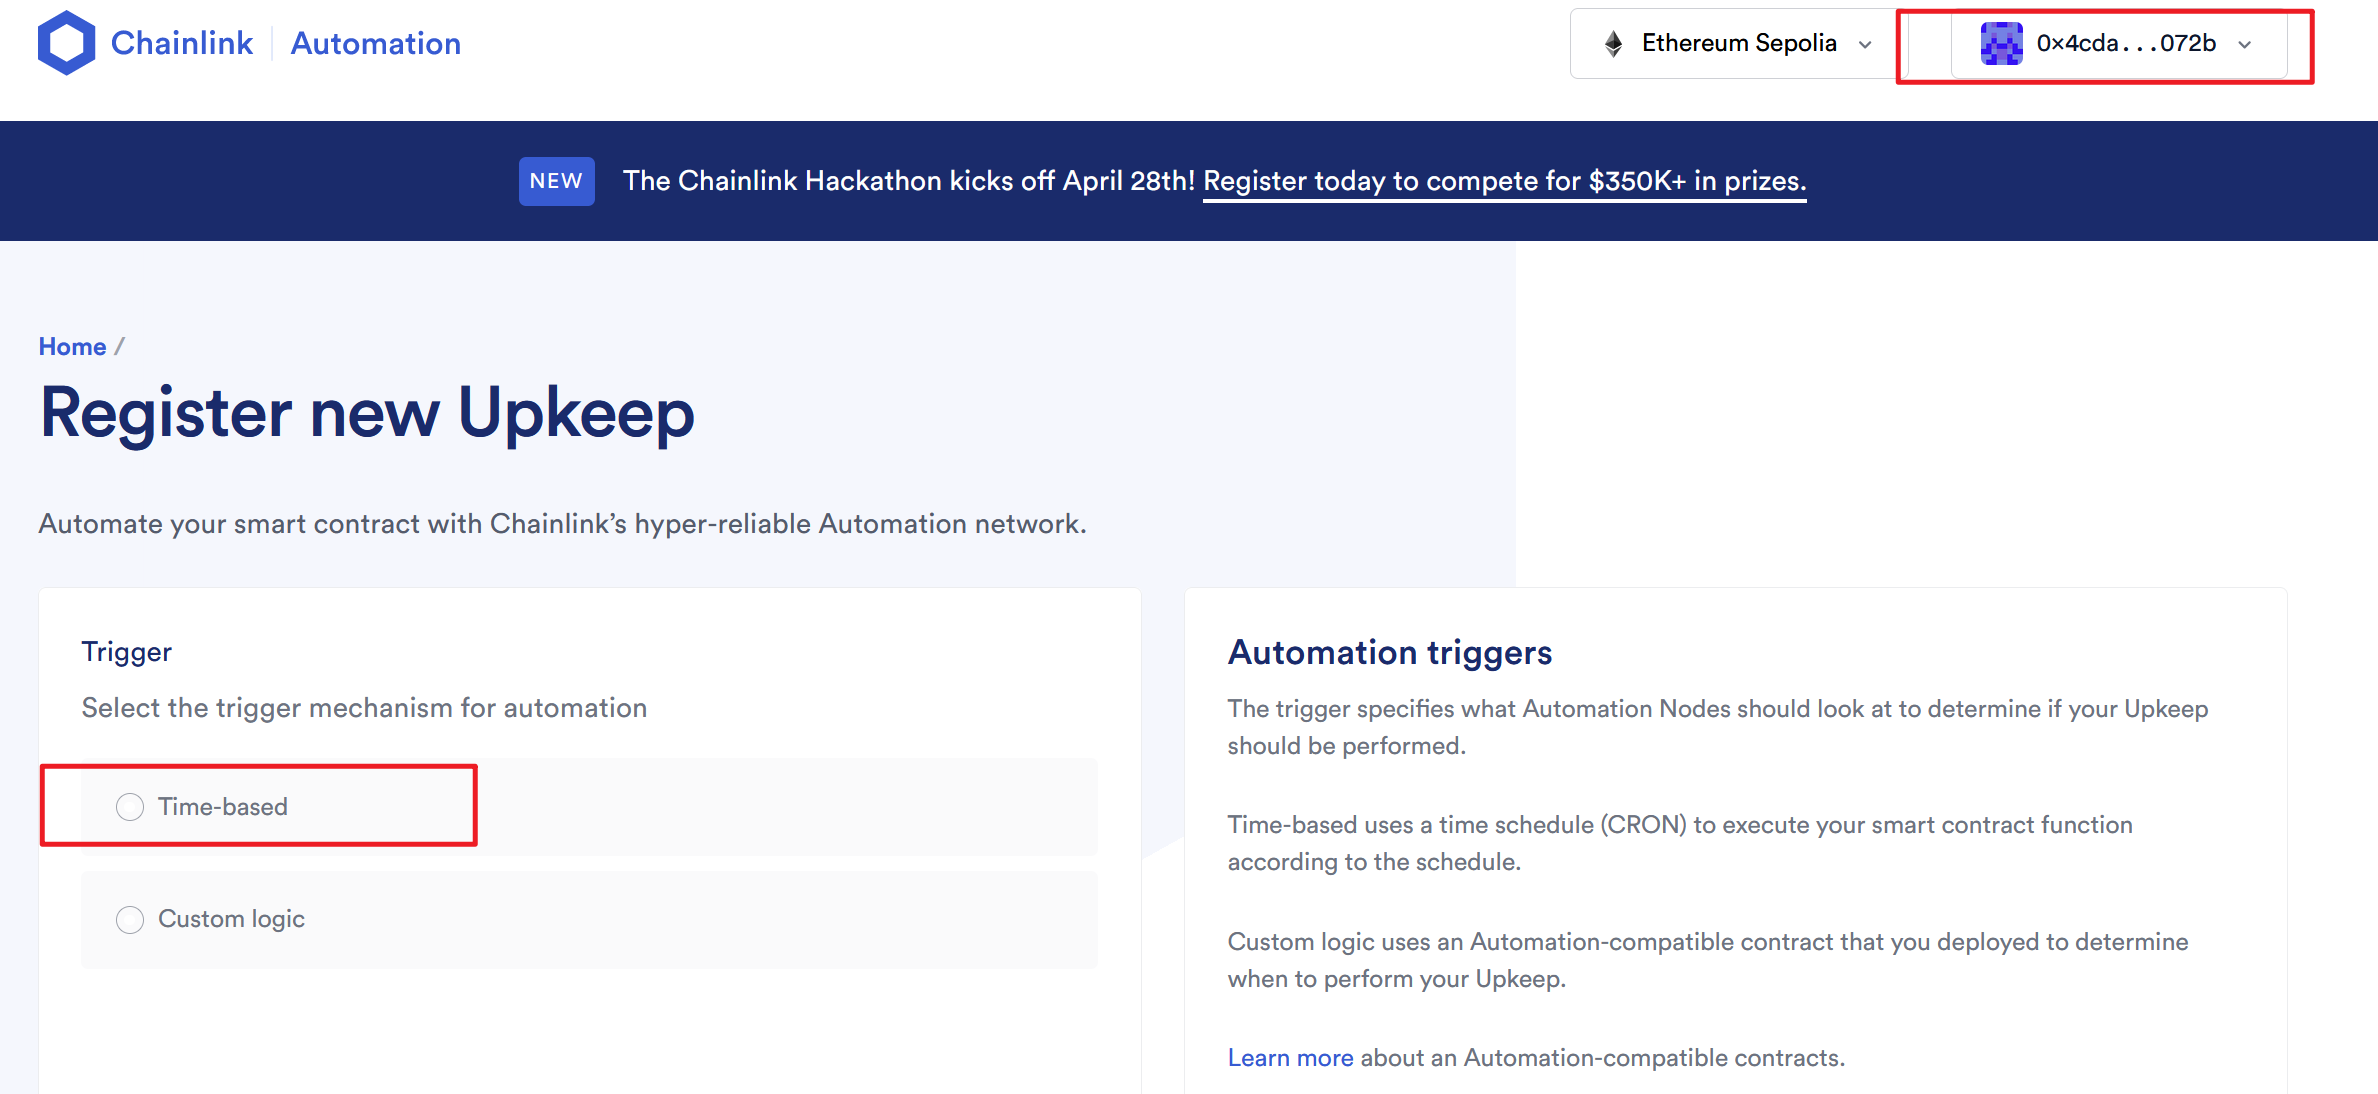 Chainlink Automation
Ethereum Sepolia
0x4cda...072b
NEW The Chainlink Hackathon kicks off April 28th! Register today to compete for $350K+ in prizes.
Home /
Register new Upkeep
Automate your smart contract with Chainlink’s hyper-reliable Automation network.
Trigger
Select the trigger mechanism for automation
Time-based
Custom logic
Automation triggers
The trigger specifies what Automation Nodes should look at to determine if your Upkeep
should be performed.
Time-based uses a time schedule (CRON) to execute your smart contract function
according to the schedule.
Custom logic uses an Automation-compatible contract that you deployed to determine
when to perform your Upkeep.
Learn more about an Automation-compatible contracts.